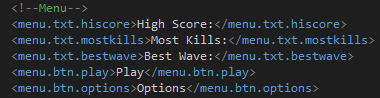 <!--Menu-->
<menu.txt.hiscore>High Score:</menu.txt.hiscore>
<menu.txt.mostkills>Most Kills:</menu.txt.mostkills>
<menu.txt.bestwave>Best Wave:</menu.txt.bestwave>
<menu.btn.play>Play</menu.btn.play>
<menu.btn.options>Options</menu.btn.options>